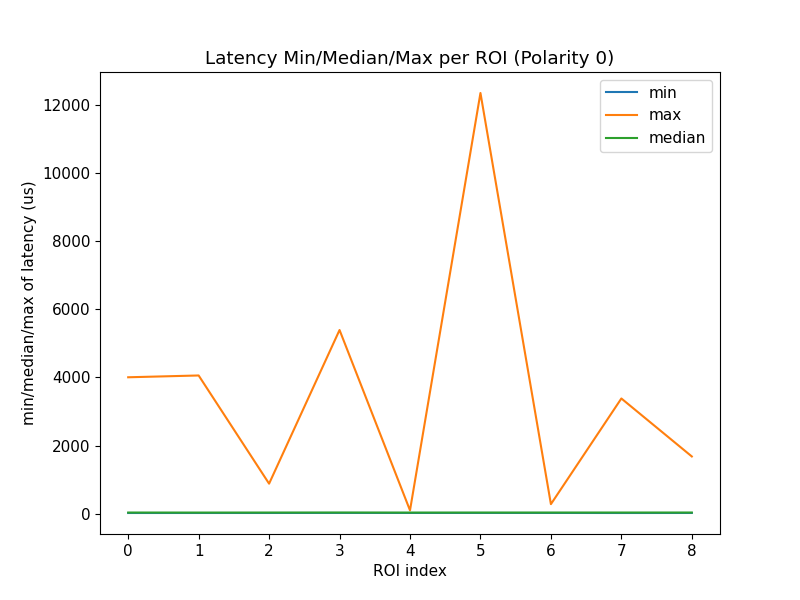 Latency Min/Median/Max per ROI (Polarity 0)
min
max
median
min/median/max of latency (us)
12000
10000
8000
6000
4000
2000
0
0 1 2 3 4 5 6 7 8
ROI index